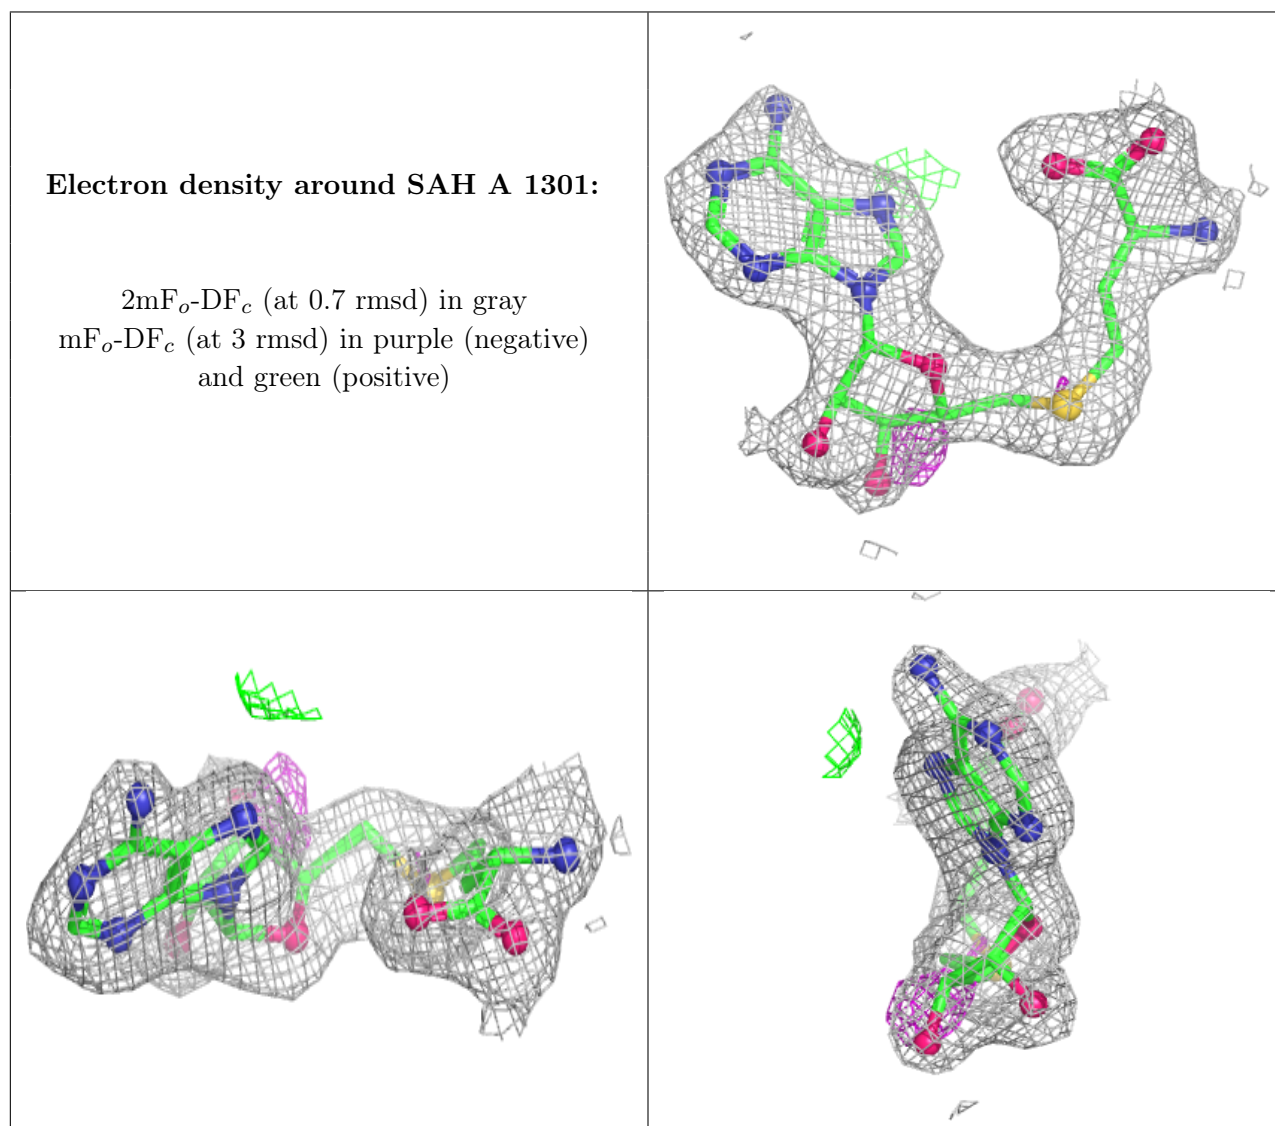 Electron density around SAH A 1301:
2mFo-DFc (at 0.7 rmsd) in gray
mFo-DFc (at 3 rmsd) in purple (negative)
and green (positive)